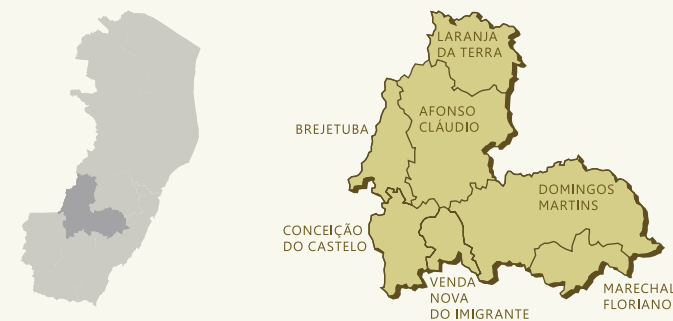 LARANJA
DA TERRA
AFONSO
CLÁUDIO
BREJETUBA
DOMINGOS
MARTINS
CONCEIÇÃO
DO CASTELO
VENDA
NOVA
DO IMIGRANTE
MARECHAL
FLORIANO